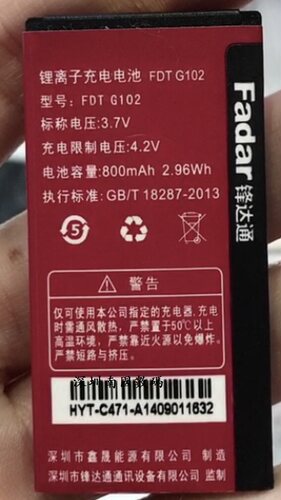 锂离子充电电池 FDT G102
型号: FDT G102
标称电压: 3.7V
充电限制电压: 4.2V
电池容量: 800mAh 2.96Wh
执行标准: GB/T 18287-2013
Fadar 锋达通
5
警告
仅可使用本公司指定的充电器, 充电
时需通风散热, 严禁置于50℃以上
高温环境, 严禁靠近火源以免爆炸。
严禁短路与挤压。
HYT-C471-A1409011632
深圳市鑫晟能源有限公司 制造
深圳市锋达通通讯设备有限公司 监制